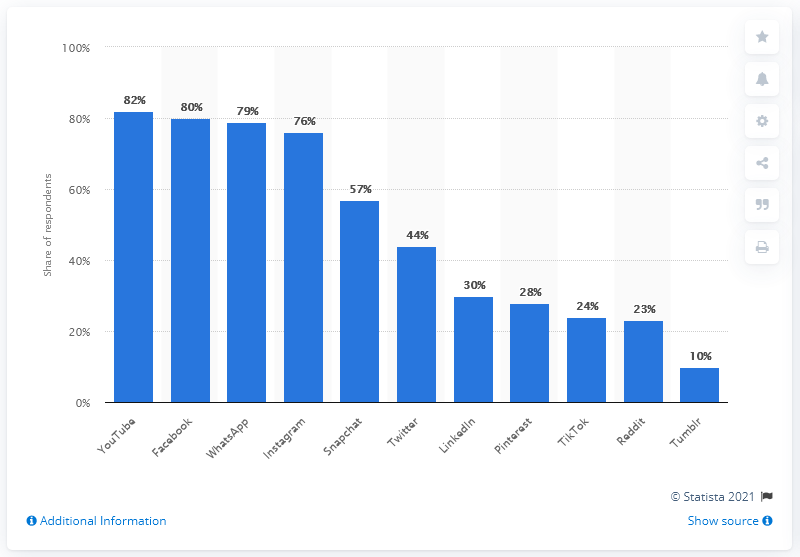 100%
80%
60%
40%
20%
0%
Share of respondents
82%
80%
79%
76%
57%
44%
30%
28%
24%
23%
10%
YouTube
Facebook
WhatsApp
Instagram
Snapchat
Twitter
LinkedIn
Pinterest
TikTok
Reddit
Tumblr
© Statista 2021
Additional Information
Show source